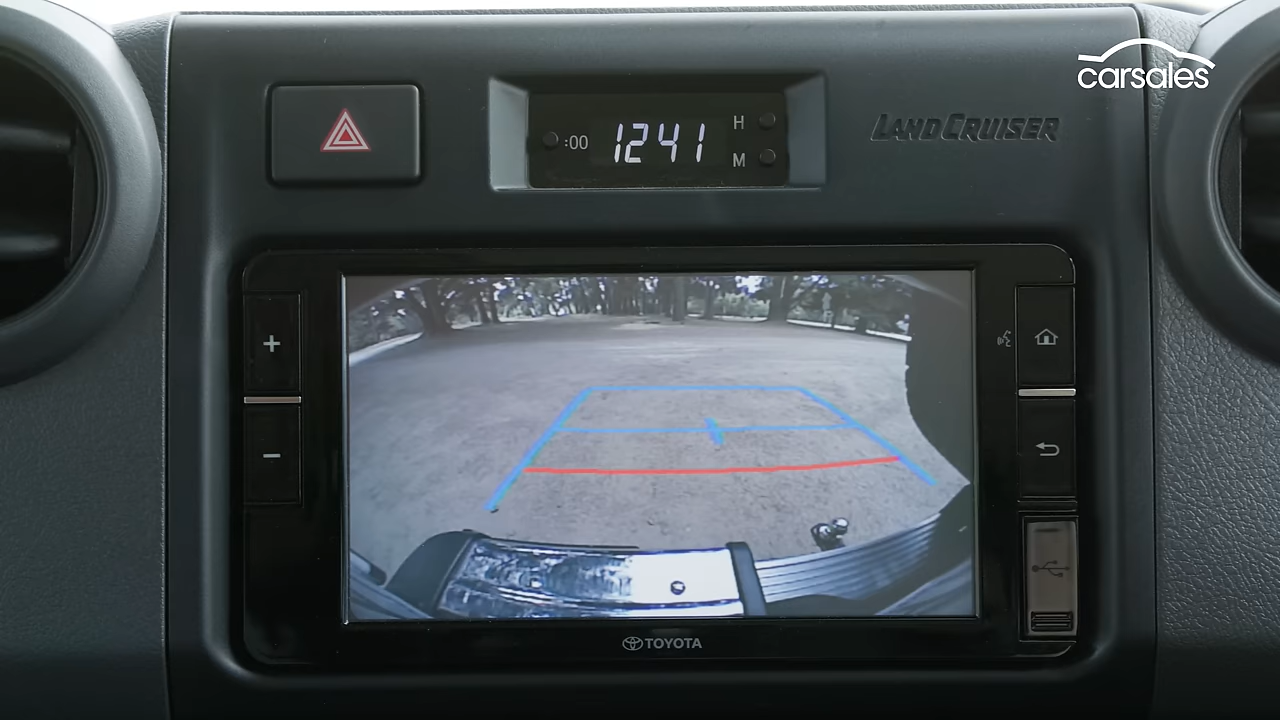 carsales
:00 1241 H
M
LANDCRUISER
+
−
TOYOTA